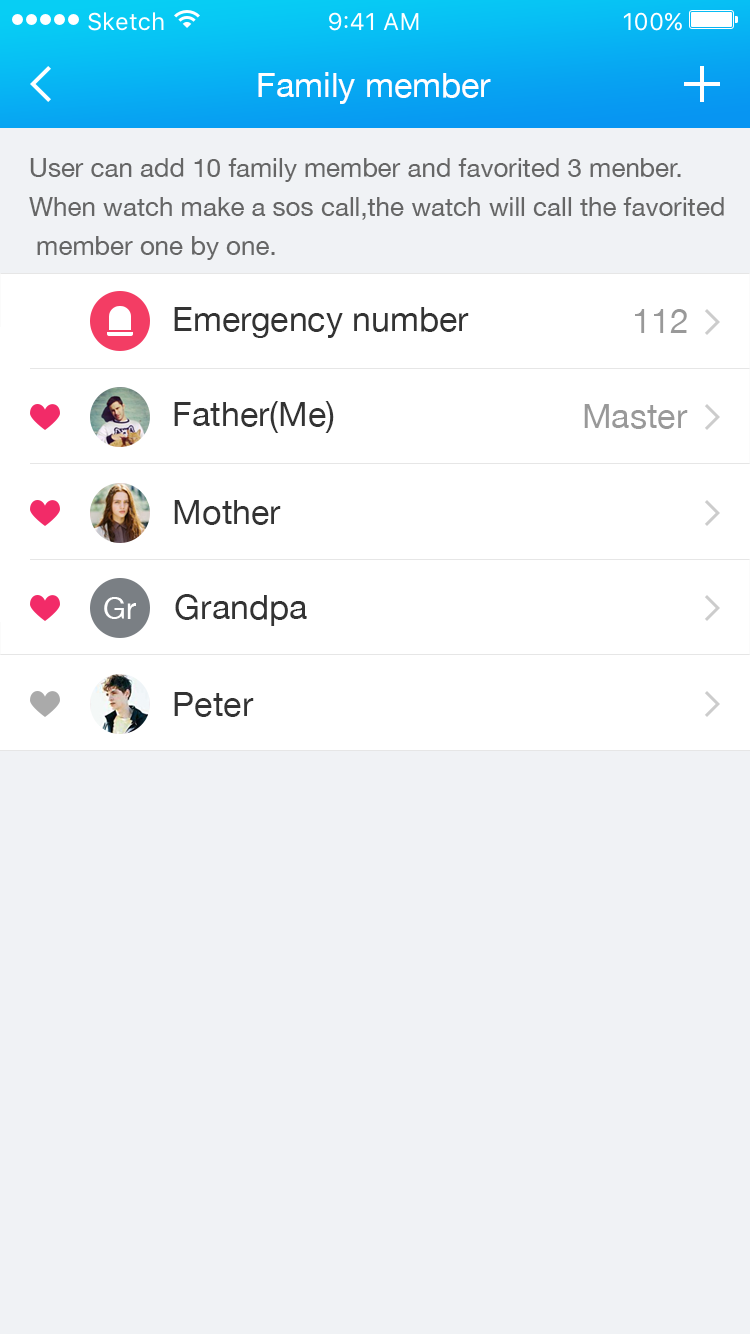 Sketch 9:41 AM 100%
Family member
User can add 10 family member and favorited 3 menber.
When watch make a sos call,the watch will call the favorited
member one by one.
Emergency number 112
Father(Me) Master
Mother
Gr Grandpa
Peter